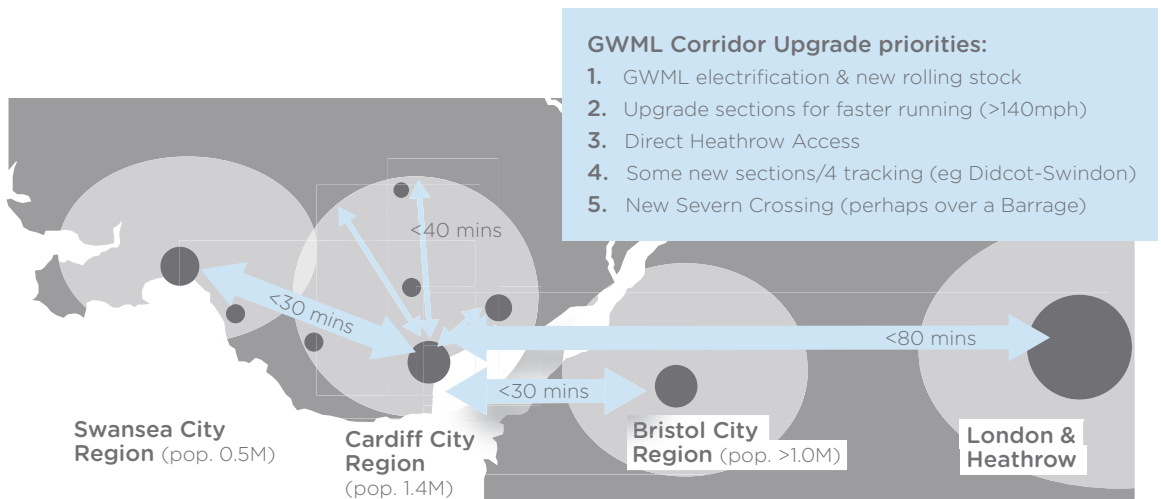 GWML Corridor Upgrade priorities:
1. GWML electrification & new rolling stock
2. Upgrade sections for faster running (>140mph)
3. Direct Heathrow Access
4. Some new sections/4 tracking (eg Didcot-Swindon)
5. New Severn Crossing (perhaps over a Barrage)
<40 mins
<30 mins
<80 mins
<30 mins
Swansea City
Region (pop. 0.5M)
Cardiff City
Region
(pop. 1.4M)
Bristol City
Region (pop. >1.0M)
London &
Heathrow